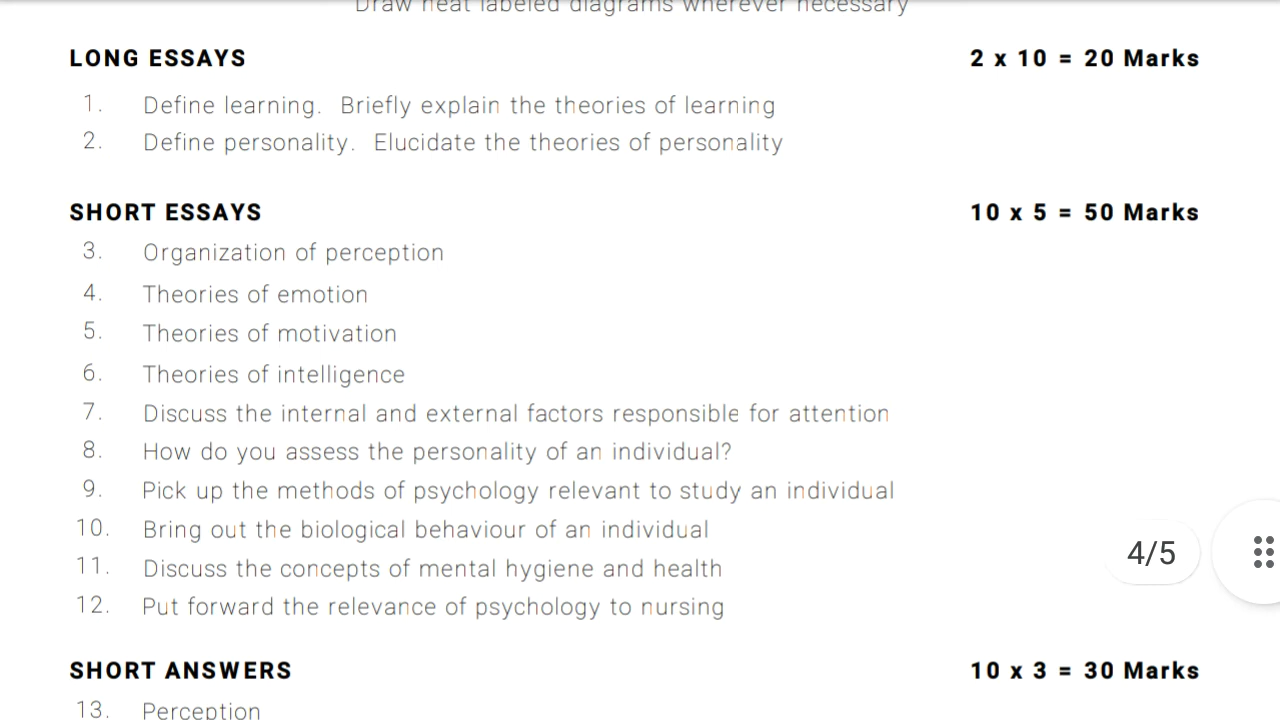 Draw neat labeled diagrams wherever necessary
LONG ESSAYS 2 x 10 = 20 Marks
1. Define learning. Briefly explain the theories of learning
2. Define personality. Elucidate the theories of personality
SHORT ESSAYS 10 x 5 = 50 Marks
3. Organization of perception
4. Theories of emotion
5. Theories of motivation
6. Theories of intelligence
7. Discuss the internal and external factors responsible for attention
8. How do you assess the personality of an individual?
9. Pick up the methods of psychology relevant to study an individual
10. Bring out the biological behaviour of an individual
4/5
11. Discuss the concepts of mental hygiene and health
12. Put forward the relevance of psychology to nursing
SHORT ANSWERS 10 x 3 = 30 Marks
13. Perception